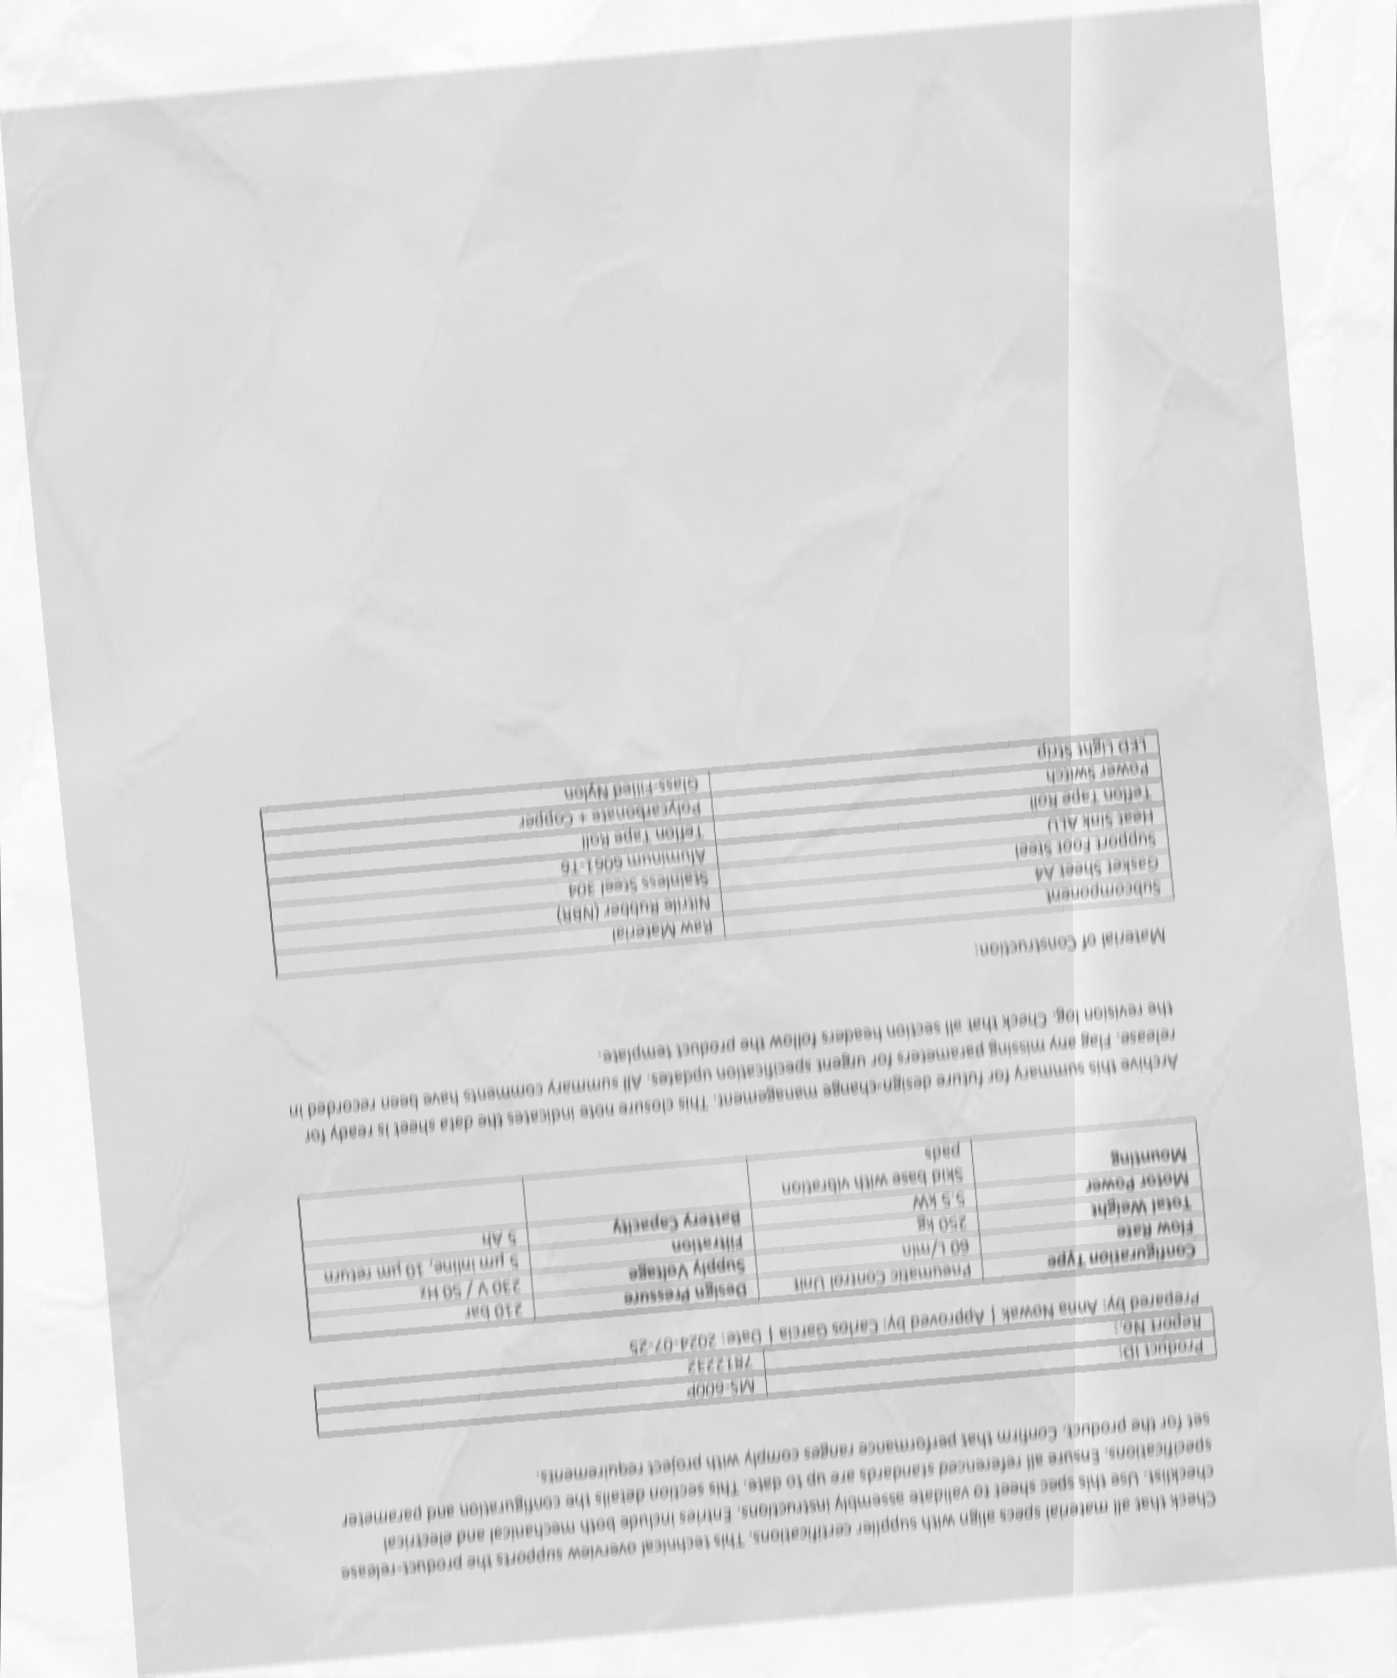 Check that all material specs align with supplier certifications. This technical overview supports the product-release
checklist. Use this spec sheet to validate assembly instructions. Entries include both mechanical and electrical
specifications. Ensure all referenced standards are up to date. This section details the configuration and parameter
set for the product. Confirm that performance ranges comply with project requirements.
Product ID: MS-600P
Report No.: 7812232
Prepared by: Anna Nowak | Approved by: Carlos Garcia | Date: 2024-07-25
Configuration Type Pneumatic Control Unit Design Pressure 210 bar
Flow Rate 60 L/min Supply Voltage 230 V / 50 Hz
Total Weight 250 kg Filtration 5 µm inline, 10 µm return
Motor Power 5.5 kW Battery Capacity 5 Ah
Mounting Skid base with vibration
pads
Archive this summary for future design-change management. This closure note indicates the data sheet is ready for
release. Flag any missing parameters for urgent specification updates. All summary comments have been recorded in
the revision log. Check that all section headers follow the product template.
Material of Construction:
Subcomponent Raw Material
Gasket Sheet A4 Nitrile Rubber (NBR)
Support Foot Steel Stainless Steel 304
Heat Sink ALU Aluminum 6061-T6
Teflon Tape Roll Teflon Tape Roll
Power Switch Polycarbonate + Copper
LED Light Strip Glass-Filled Nylon